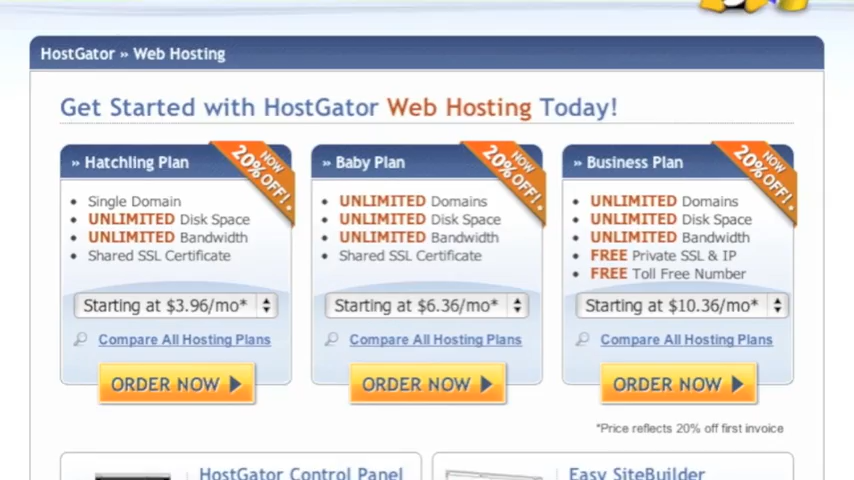 HostGator » Web Hosting
Get Started with HostGator Web Hosting Today!
» Hatchling Plan
NOW 20% OFF!
• Single Domain
• UNLIMITED Disk Space
• UNLIMITED Bandwidth
• Shared SSL Certificate
Starting at $3.96/mo*
Compare All Hosting Plans
ORDER NOW
» Baby Plan
NOW 20% OFF!
• UNLIMITED Domains
• UNLIMITED Disk Space
• UNLIMITED Bandwidth
• Shared SSL Certificate
Starting at $6.36/mo*
Compare All Hosting Plans
ORDER NOW
» Business Plan
NOW 20% OFF!
• UNLIMITED Domains
• UNLIMITED Disk Space
• UNLIMITED Bandwidth
• FREE Private SSL & IP
• FREE Toll Free Number
Starting at $10.36/mo*
Compare All Hosting Plans
ORDER NOW
*Price reflects 20% off first invoice
HostGator Control Panel
Easy SiteBuilder